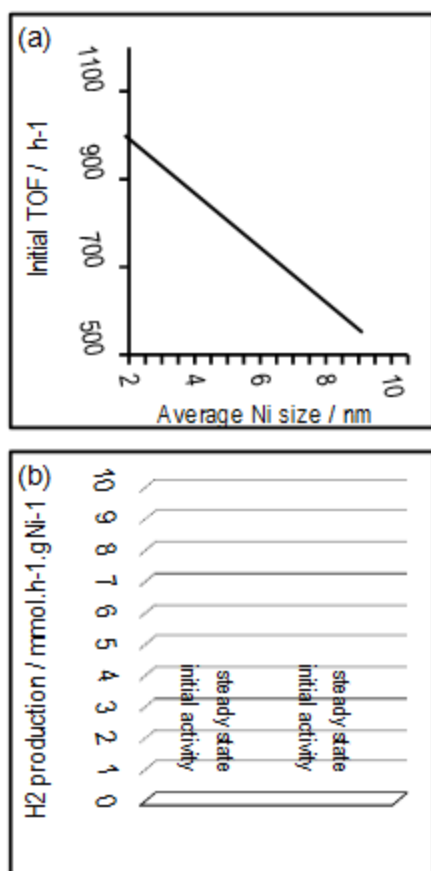 (a)
Initial TOF / h-1
1100
900
700
500
2
4
6
8
10
Average Ni size / nm
(b)
H2 production / mmol.h-1.gNi-1
10
9
8
7
6
5
4
3
2
1
0
initial activity
steady state
initial activity
steady state